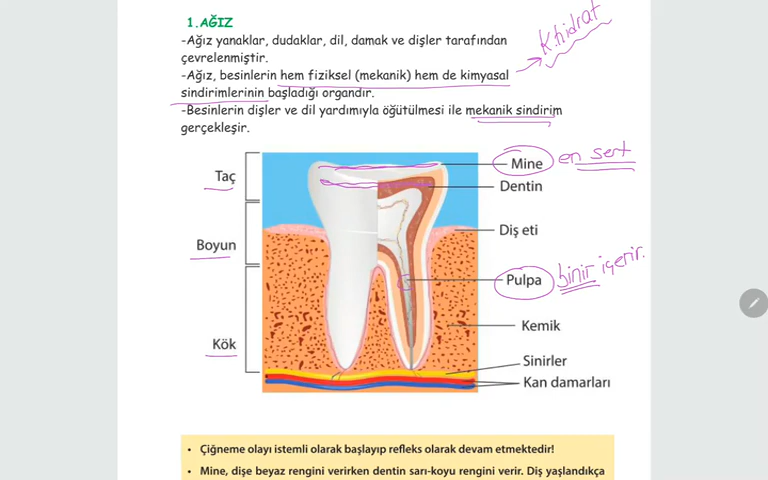 1.AĞIZ
K.hidrat
-Ağız yanaklar, dudaklar, dil, damak ve dişler tarafından
çevrelenmiştir.
-Ağız, besinlerin hem fiziksel (mekanik) hem de kimyasal
sindirimlerinin başladığı organdır.
-Besinlerin dişler ve dil yardımıyla öğütülmesi ile mekanik sindirim
gerçekleşir.
Taç
Boyun
Kök
Mine en sert
Dentin
Diş eti
Pulpa sinir içerir.
Kemik
Sinirler
Kan damarları
• Çiğneme olayı istemli olarak başlayıp refleks olarak devam etmektedir!
• Mine, dişe beyaz rengini verirken dentin sarı-koyu rengini verir. Diş yaşlandıkça